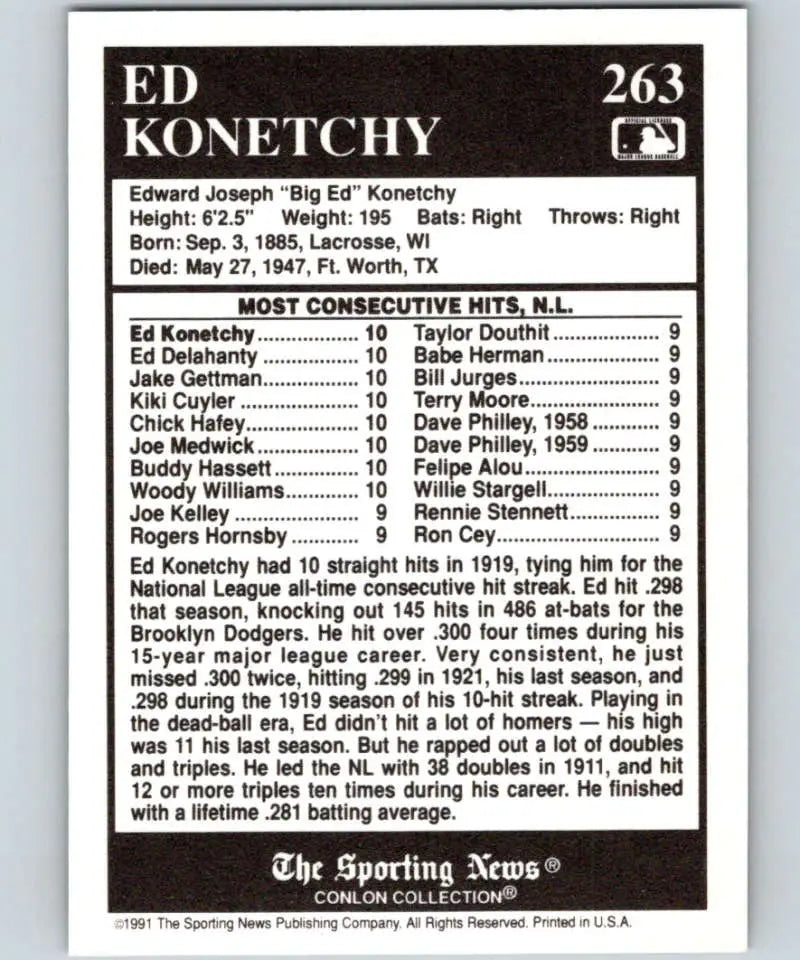 ED
KONETCHY
263
OFFICIAL LICENSEE
MAJOR LEAGUE BASEBALL
Edward Joseph “Big Ed” Konetchy
Height: 6'2.5" Weight: 195 Bats: Right Throws: Right
Born: Sep. 3, 1885, Lacrosse, WI
Died: May 27, 1947, Ft. Worth, TX
MOST CONSECUTIVE HITS, N.L.
Ed Konetchy.................. 10
Ed Delahanty ................. 10
Jake Gettman................. 10
Kiki Cuyler ..................... 10
Chick Hafey.................... 10
Joe Medwick.................. 10
Buddy Hassett............... 10
Woody Williams............. 10
Joe Kelley ...................... 9
Rogers Hornsby ............ 9
Taylor Douthit................... 9
Babe Herman.................... 9
Bill Jurges......................... 9
Terry Moore....................... 9
Dave Philley, 1958 ............ 9
Dave Philley, 1959 ............ 9
Felipe Alou........................ 9
Willie Stargell.................... 9
Rennie Stennett................ 9
Ron Cey............................. 9
Ed Konetchy had 10 straight hits in 1919, tying him for the
National League all-time consecutive hit streak. Ed hit .298
that season, knocking out 145 hits in 486 at-bats for the
Brooklyn Dodgers. He hit over .300 four times during his
15-year major league career. Very consistent, he just
missed .300 twice, hitting .299 in 1921, his last season, and
.298 during the 1919 season of his 10-hit streak. Playing in
the dead-ball era, Ed didn't hit a lot of homers — his high
was 11 his last season. But he rapped out a lot of doubles
and triples. He led the NL with 38 doubles in 1911, and hit
12 or more triples ten times during his career. He finished
with a lifetime .281 batting average.
The Sporting News®
CONLON COLLECTION®
©1991 The Sporting News Publishing Company. All Rights Reserved. Printed in U.S.A.